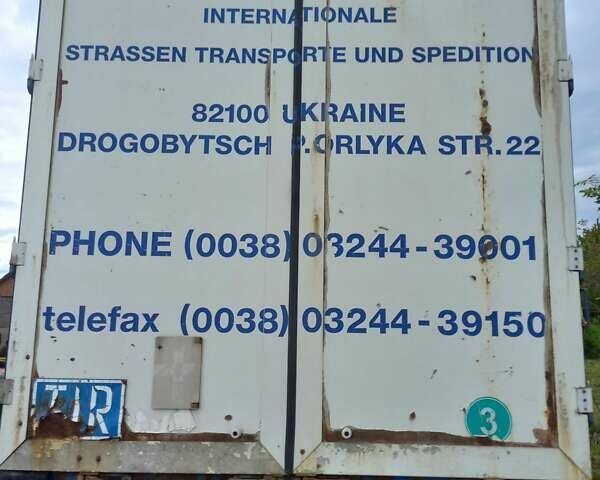 INTERNATIONALE
STRASSEN TRANSPORTE UND SPEDITION
82100 UKRAINE
DROGOBYTSCH P.ORLYKA STR.22
PHONE (0038) 03244-39001
telefax (0038) 03244-39150
TIR
3